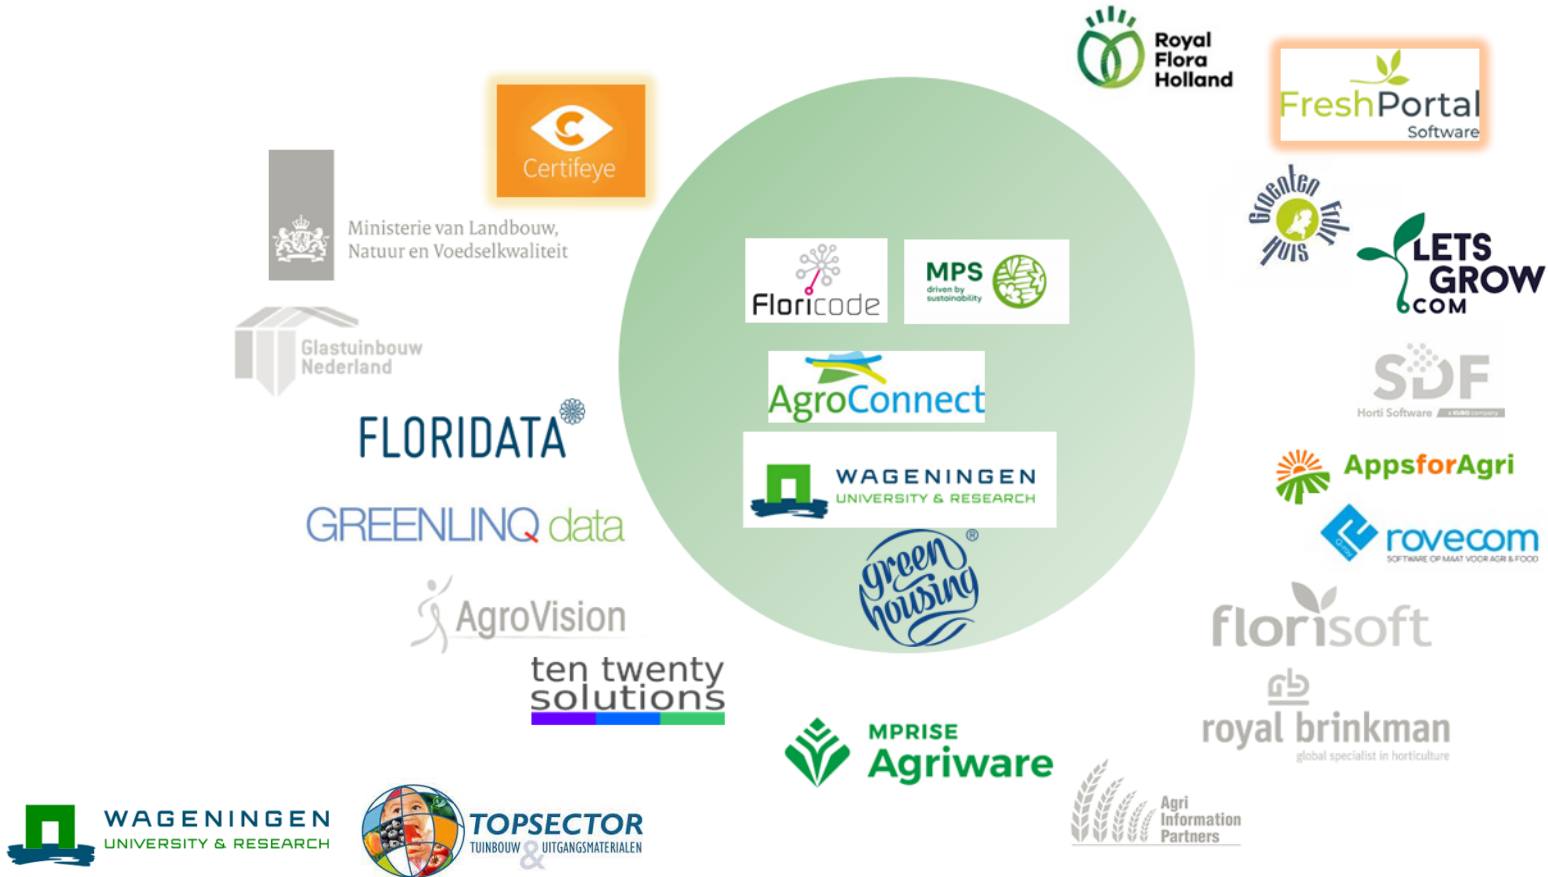 Royal
Flora
Holland
FreshPortal
Software
Certifeye
Ministerie van Landbouw,
Natuur en Voedselkwaliteit
Groenten
Fruit
Huis
LETS
GROW
.COM
Floricode
MPS
driven by
sustainability
Glastuinbouw
Nederland
SDF
Horti Software a KUBO company
AgroConnect
FLORIDATA
AppsforAgri
WAGENINGEN
UNIVERSITY & RESEARCH
GREENLINQ data
rovecom
SOFTWARE OP MAAT VOOR AGRI & FOOD
green
housing
®
AgroVision
florisoft
ten twenty
solutions
royal brinkman
global specialist in horticulture
MPRISE
Agriware
Agri
Information
Partners
WAGENINGEN
UNIVERSITY & RESEARCH
TOPSECTOR
TUINBOUW & UITGANGSMATERIALEN